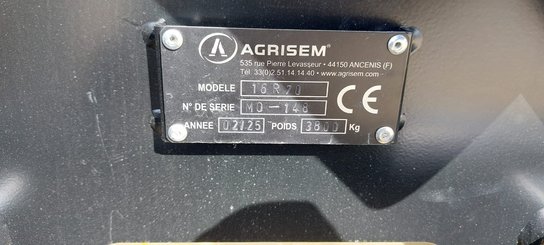 AGRISEM®
535 rue Pierre Levasseur • 44150 ANCENIS (F)
Tél. 33(0)2.51.14.14.40 • www.agrisem.com
MODELE 16R70
N° DE SERIE MO-148
CE
ANNEE 02/25 POIDS 3800 Kg